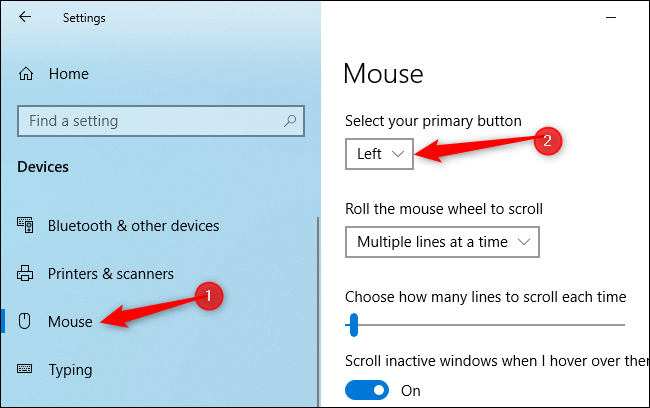 Settings
Home
Find a setting
Devices
Bluetooth & other devices
Printers & scanners
1
Mouse
Typing
Mouse
Select your primary button
2
Left
Roll the mouse wheel to scroll
Multiple lines at a time
Choose how many lines to scroll each time
Scroll inactive windows when I hover over
On